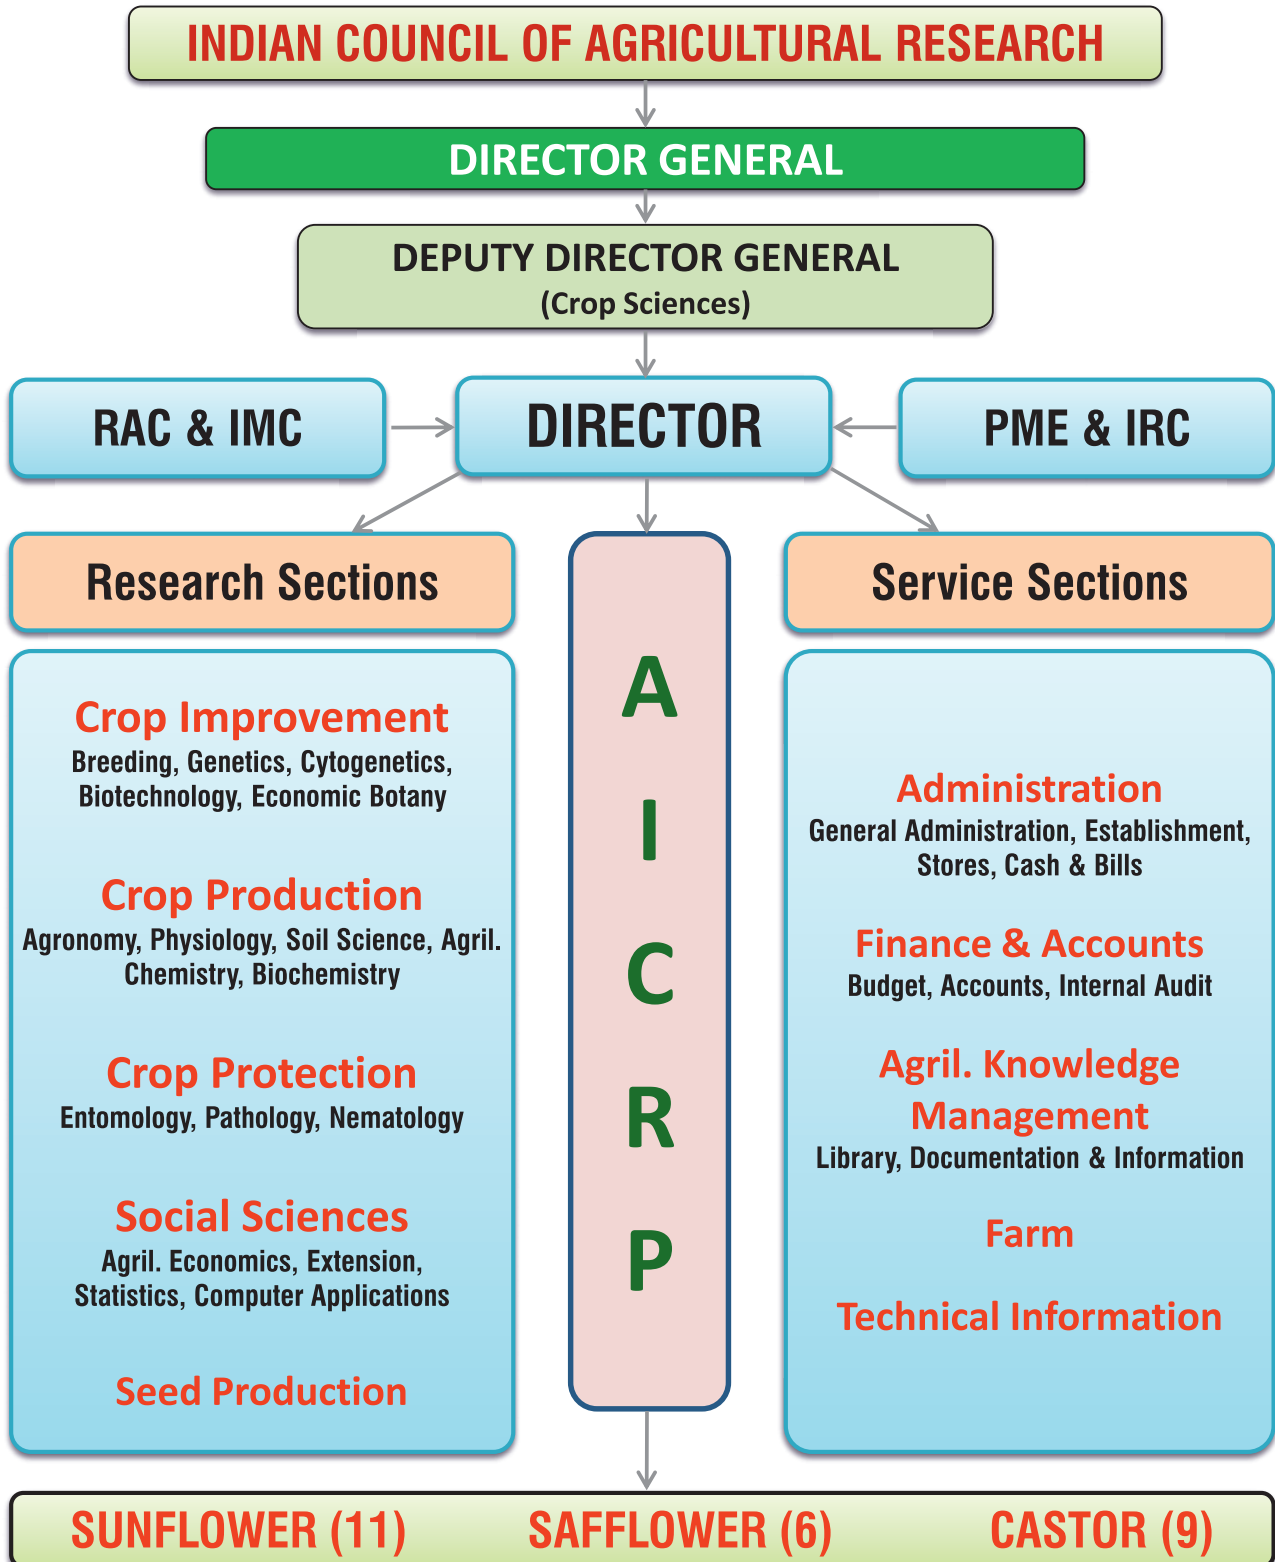 INDIAN COUNCIL OF AGRICULTURAL RESEARCH
DIRECTOR GENERAL
DEPUTY DIRECTOR GENERAL
(Crop Sciences)
RAC & IMC
DIRECTOR
PME & IRC
Research Sections
Crop Improvement
Breeding, Genetics, Cytogenetics,
Biotechnology, Economic Botany
Crop Production
Agronomy, Physiology, Soil Science, Agril.
Chemistry, Biochemistry
Crop Protection
Entomology, Pathology, Nematology
Social Sciences
Agril. Economics, Extension,
Statistics, Computer Applications
Seed Production
A
I
C
R
P
Service Sections
Administration
General Administration, Establishment,
Stores, Cash & Bills
Finance & Accounts
Budget, Accounts, Internal Audit
Agril. Knowledge
Management
Library, Documentation & Information
Farm
Technical Information
SUNFLOWER (11)
SAFFLOWER (6)
CASTOR (9)